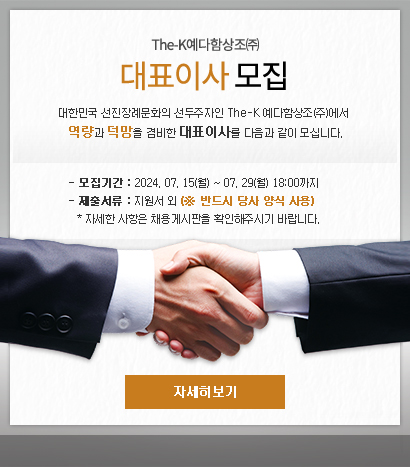 The-K예다함상조㈜
대표이사 모집
대한민국 선진장례문화의 선두주자인 The-K예다함상조(주)에서
역량과 덕망을 겸비한 대표이사를 다음과 같이 모십니다.
- 모집기간 : 2024. 07. 15(월) ~ 07. 29(월) 18:00까지
- 제출서류 : 지원서 외 (※ 반드시 당사 양식 사용)
* 자세한 사항은 채용게시판을 확인해주시기 바랍니다.
자세히보기